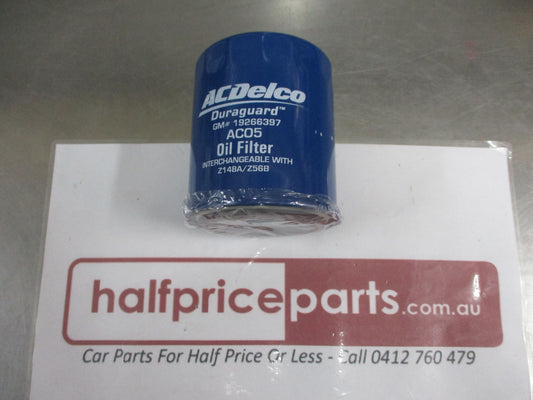 ACDelco
Duraguard™
GM# 19266397
AC05
Oil Filter
INTERCHANGEABLE WITH
Z148A/Z56B
halfpriceparts.com.au
Car Parts For Half Price Or Less - Call 0412 760 479